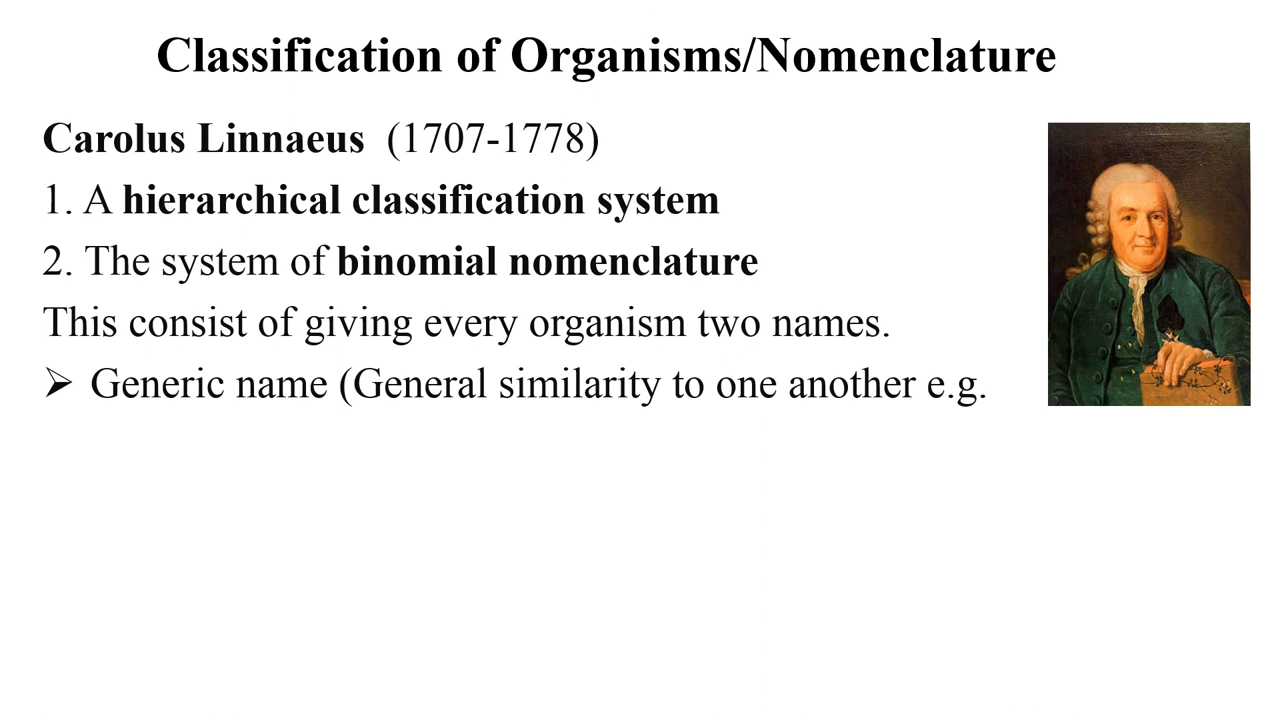 Classification of Organisms/Nomenclature
Carolus Linnaeus (1707-1778)
1. A hierarchical classification system
2. The system of binomial nomenclature
This consist of giving every organism two names.
➢ Generic name (General similarity to one another e.g.